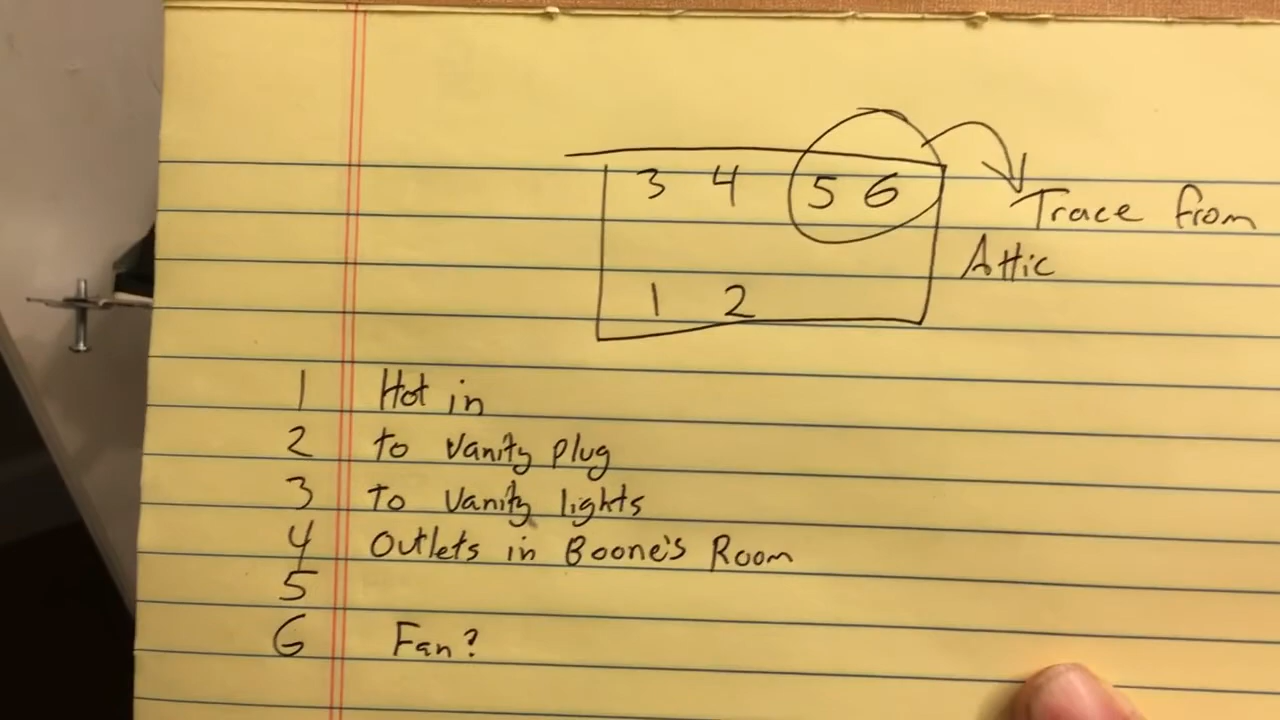 3 4 5 6
Trace from
Attic
1 2
1 Hot in
2 to Vanity plug
3 to Vanity lights
4 Outlets in Boone's Room
5
6 Fan?